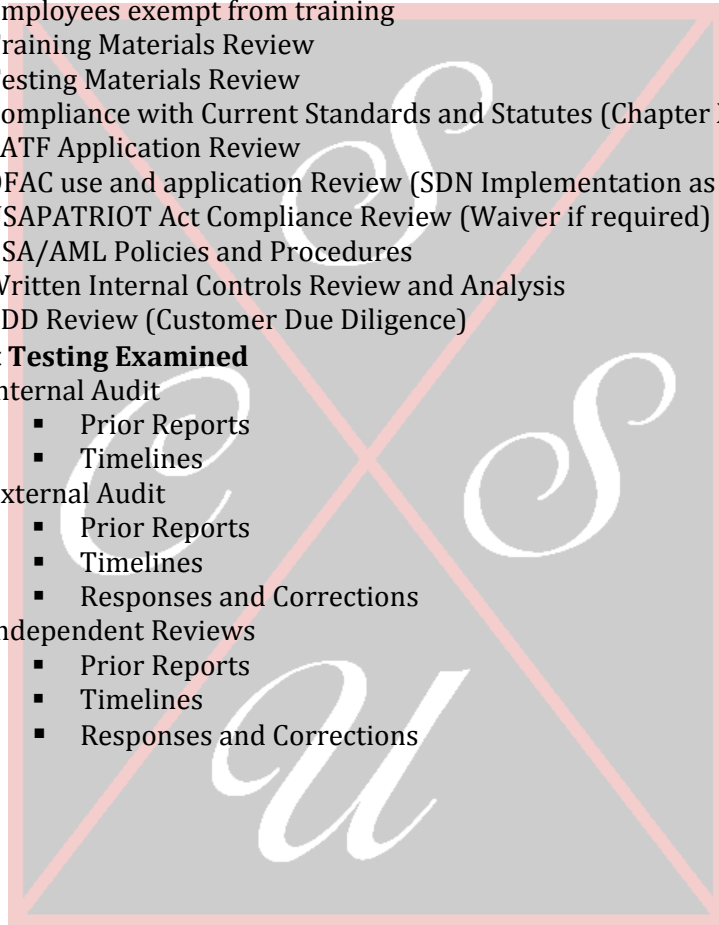 mployees exempt from training
raining Materials Review
esting Materials Review
ompliance with Current Standards and Statutes (Chapter
ATF Application Review
OFAC use and application Review (SDN Implementation as
USAPATRIOT Act Compliance Review (Waiver if required)
SA/AML Policies and Procedures
Written Internal Controls Review and Analysis
DD Review (Customer Due Diligence)
Testing Examined
nternal Audit
▪ Prior Reports
▪ Timelines
xternal Audit
▪ Prior Reports
▪ Timelines
▪ Responses and Corrections
ndependent Reviews
▪ Prior Reports
▪ Timelines
▪ Responses and Corrections
S
C S
U